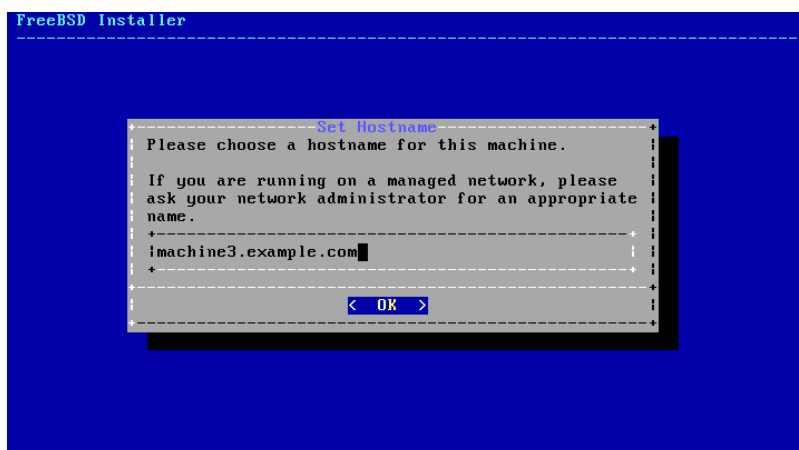 FreeBSD Installer
Set Hostname
Please choose a hostname for this machine.
If you are running on a managed network, please
ask your network administrator for an appropriate
name.
machine3.example.com
< OK >